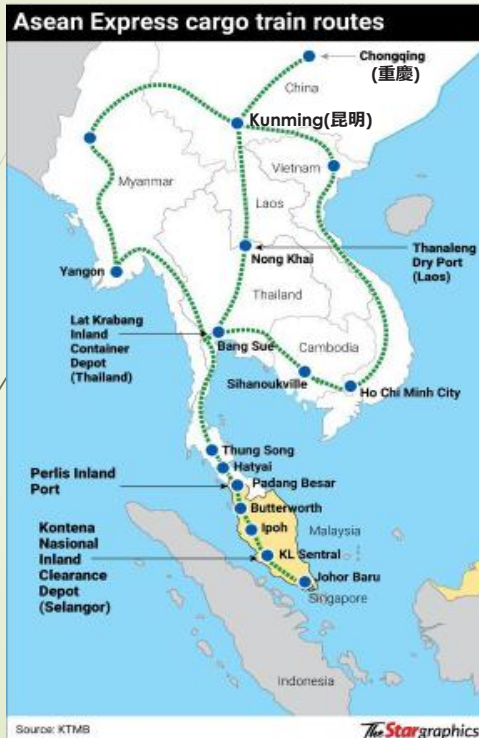 Asean Express cargo train routes
Chongqing
(重慶)
China
Kunming(昆明)
Vietnam
Myanmar
Laos
Nong Khai
Thanaleng
Dry Port
(Laos)
Yangon
Thailand
Lat Krabang
Inland
Container
Depot
(Thailand)
Bang Sue
Cambodia
Sihanoukville
Ho Chi Minh City
Thung Song
Hatyai
Perlis Inland
Port
Padang Besar
Butterworth
Kontena
Nasional
Inland
Clearance
Depot
(Selangor)
Ipoh
Malaysia
KL Sentral
Johor Baru
Singapore
Indonesia
Source: KTMB
TheStargraphics